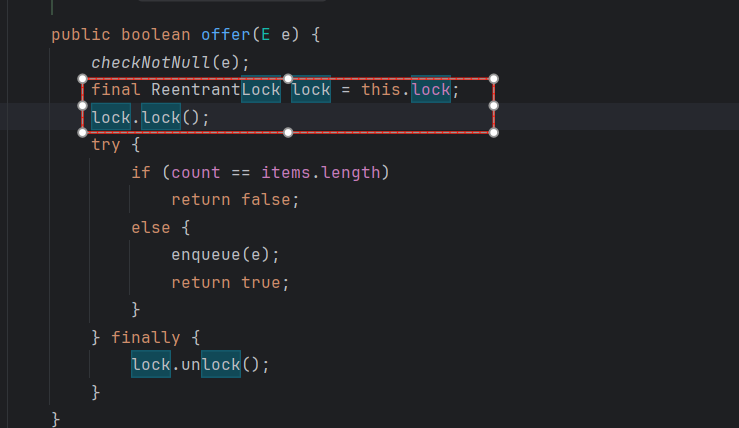 public boolean offer(E e) {
checkNotNull(e);
final ReentrantLock lock = this.lock;
lock.lock();
try {
if (count == items.length)
return false;
else {
enqueue(e);
return true;
}
} finally {
lock.unlock();
}
}